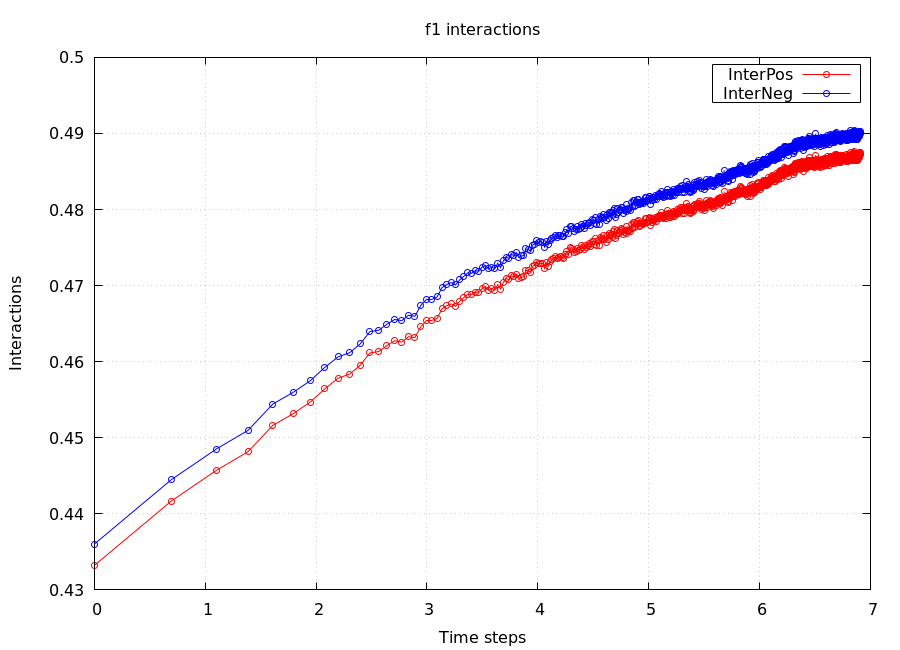 f1 interactions
InterPos
InterNeg
0.5
0.49
0.48
0.47
0.46
0.45
0.44
0.43
Interactions
0 1 2 3 4 5 6 7
Time steps